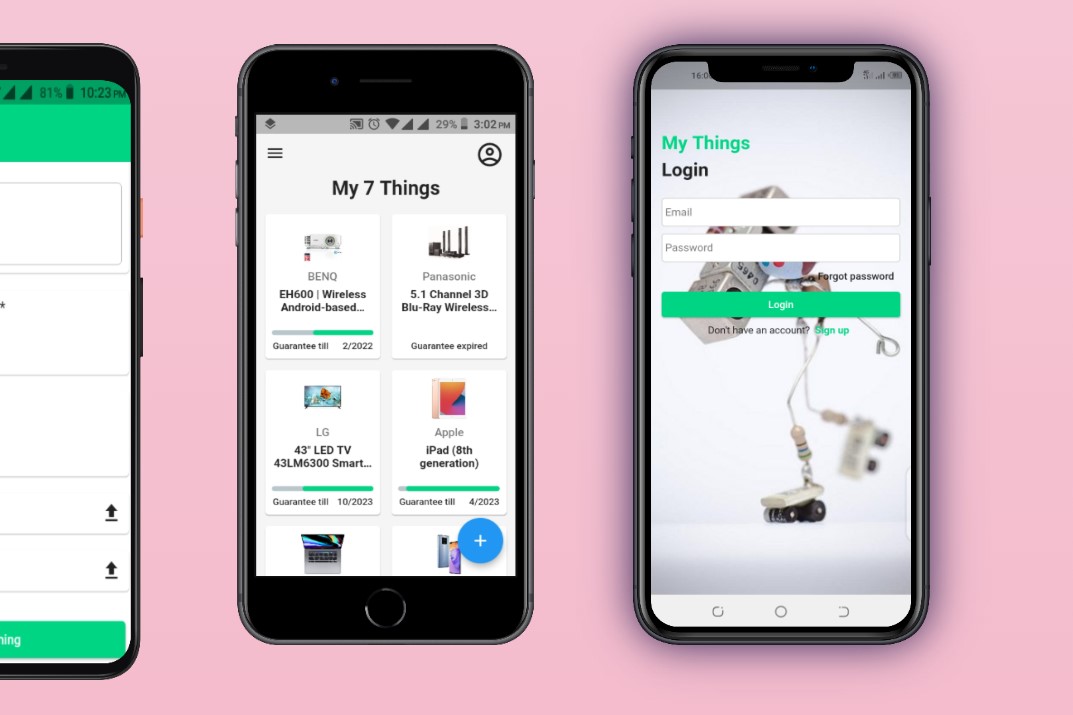 81% 10:23 PM
*
29% 3:02 PM
My 7 Things
BENQ
EH600 | Wireless
Android-based...
Guarantee till 2/2022
Panasonic
5.1 Channel 3D
Blu-Ray Wireless...
Guarantee expired
LG
43" LED TV
43LM6300 Smart...
Guarantee till 10/2023
Apple
iPad (8th
generation)
Guarantee till 4/2023
+
My Things
Login
Email
Password
Forgot password
Login
Don't have an account? Sign up